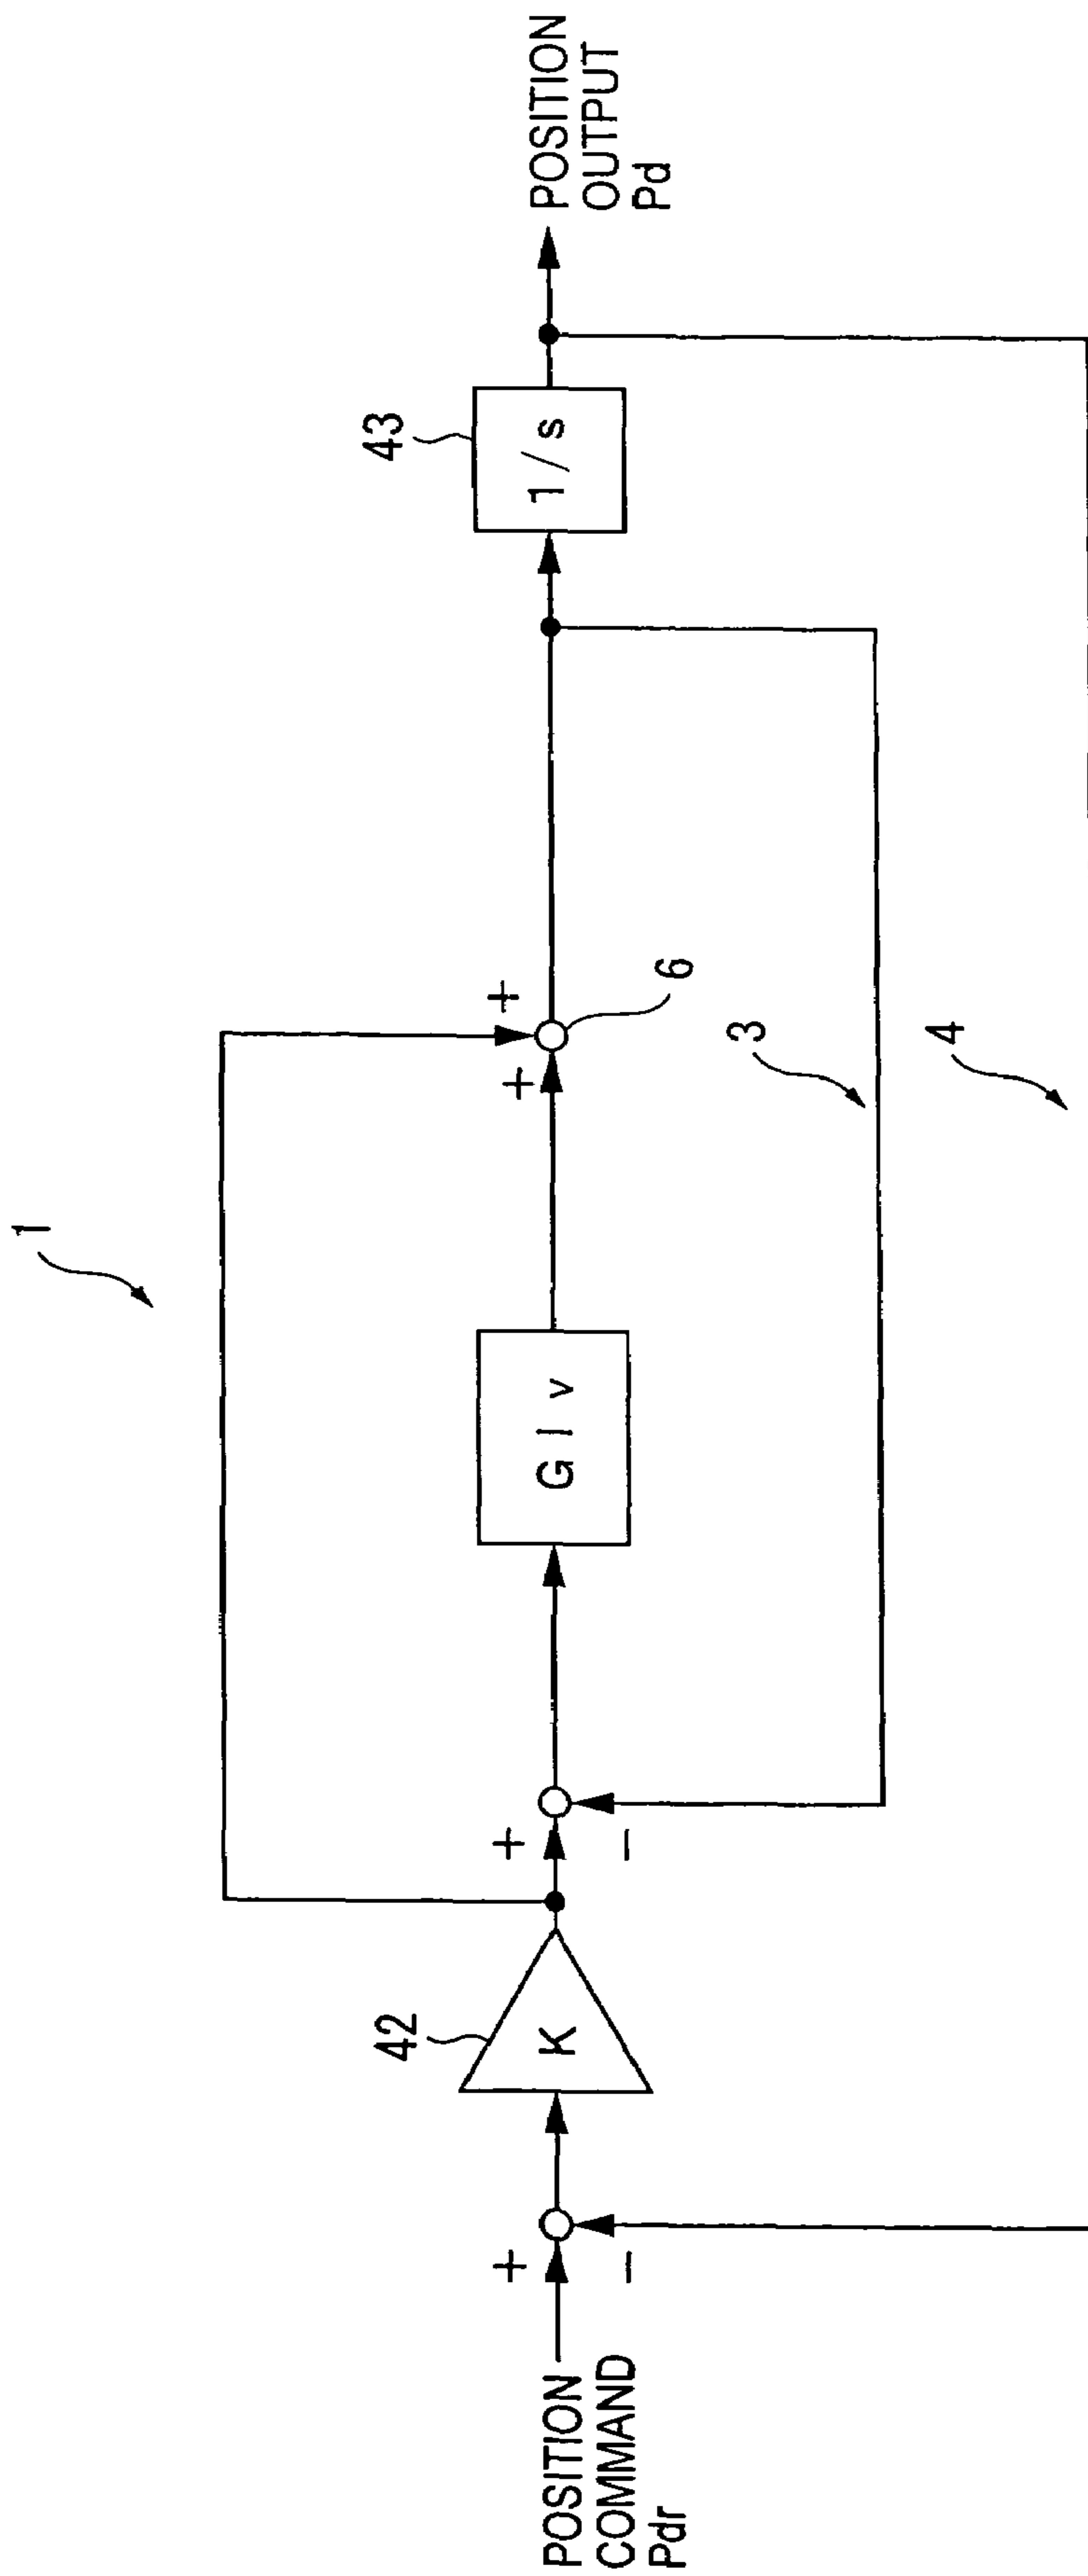 1
POSITION
COMMAND
Pdr
+
-
42
K
+
-
G l v
+
+
6
43
1/s
POSITION
OUTPUT
Pd
3
4